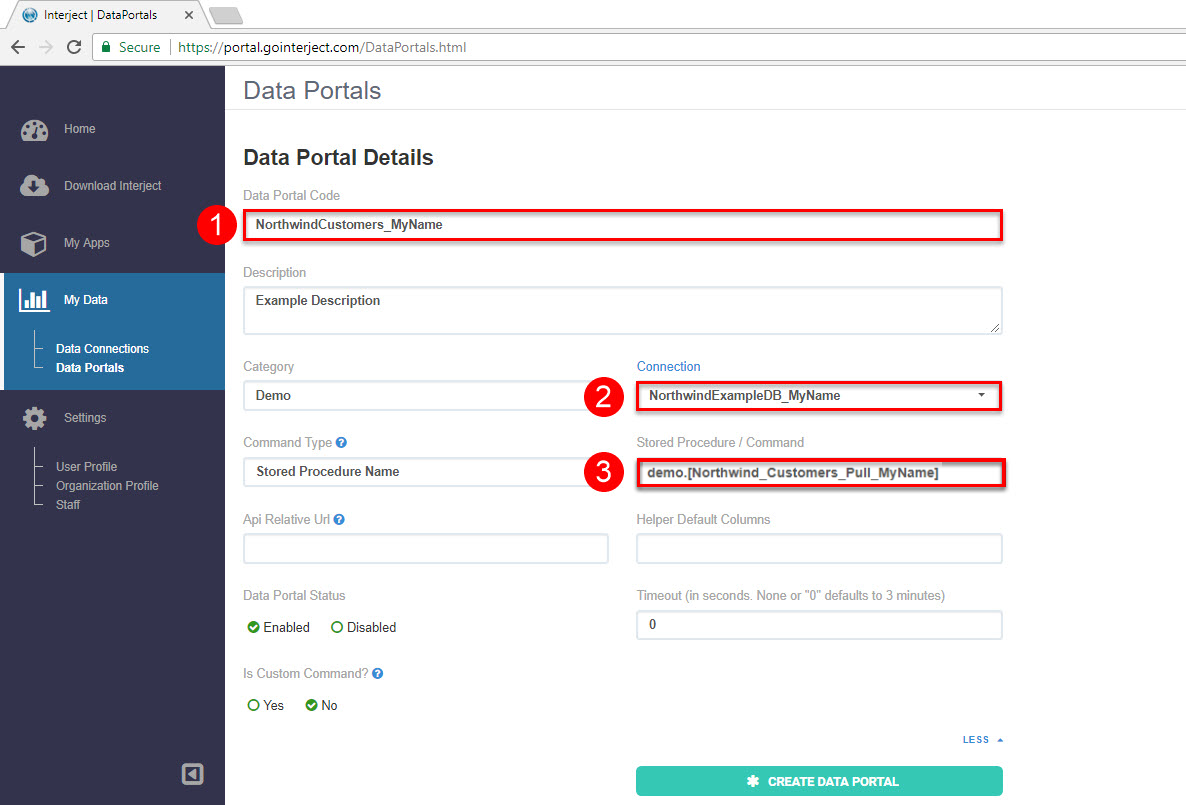 Interject | DataPortals
Secure https://portal.gointerject.com/DataPortals.html
Home
Download Interject
My Apps
My Data
Data Connections
Data Portals
Settings
User Profile
Organization Profile
Staff
Data Portals
Data Portal Details
Data Portal Code
1 NorthwindCustomers_MyName
Description
Example Description
Category Connection
Demo 2 NorthwindExampleDB_MyName
Command Type ? Stored Procedure / Command
Stored Procedure Name 3 demo.[Northwind_Customers_Pull_MyName]
Api Relative Url ? Helper Default Columns
Data Portal Status Timeout (in seconds. None or "0" defaults to 3 minutes)
Enabled Disabled 0
Is Custom Command? ?
Yes No
LESS
CREATE DATA PORTAL